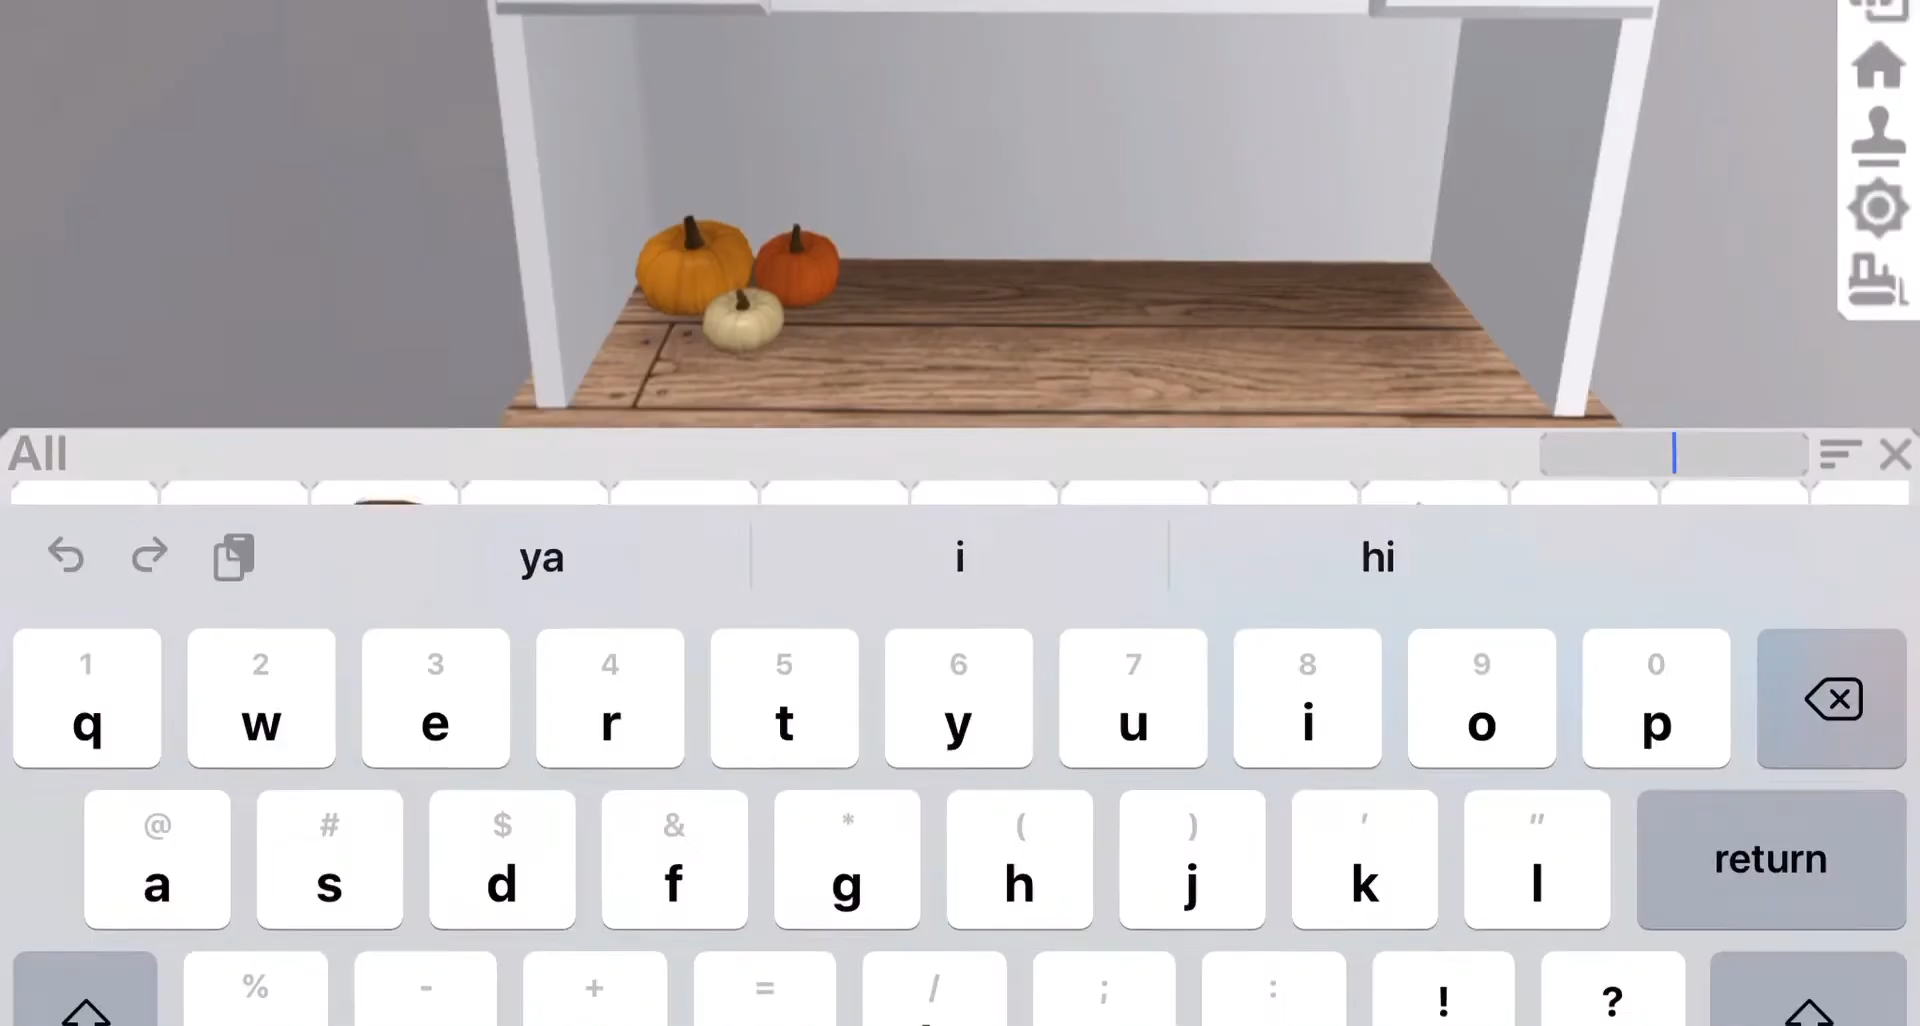 All
ya i hi
1 2 3 4 5 6 7 8 9 0
q w e r t y u i o p
@ # $ & * ( ) ' "
a s d f g h j k l return
% - + = / ; : ! ?